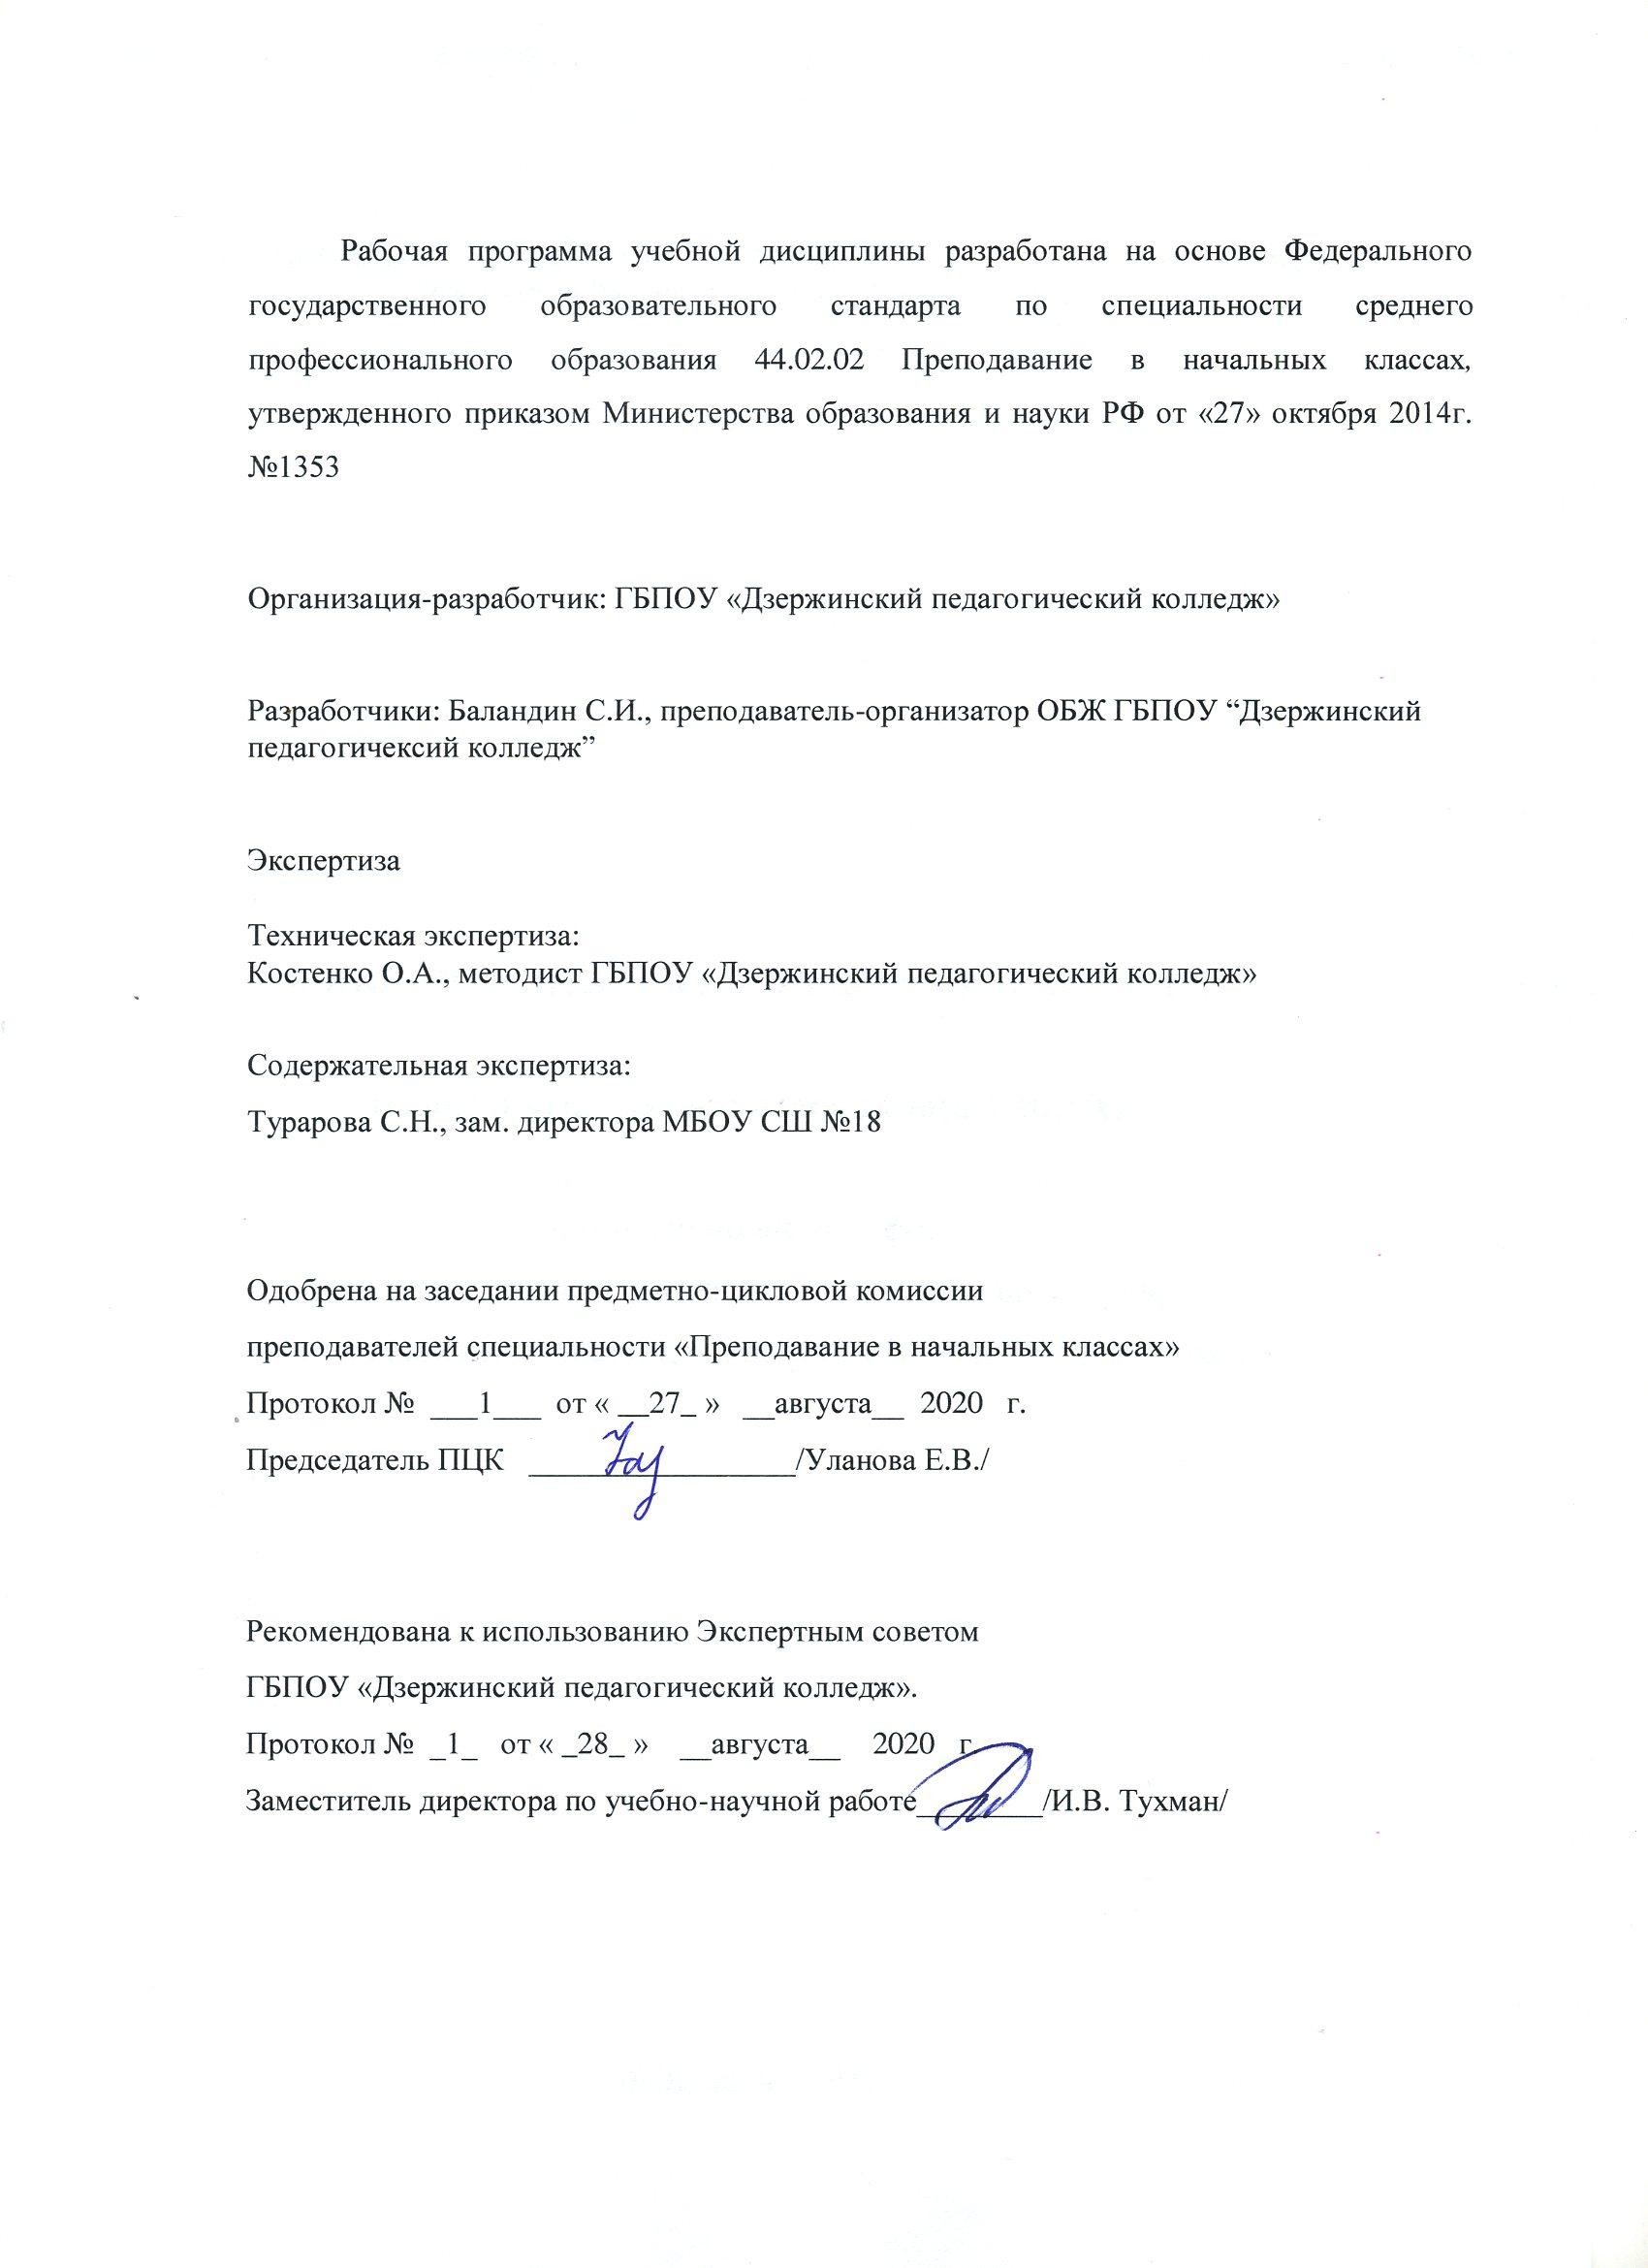 Рабочая программа учебной дисциплины разработана на основе Федерального
государственного образовательного стандарта по специальности среднего
профессионального образования 44.02.02 Преподавание в начальных классах,
утвержденного приказом Министерства образования и науки РФ от «27» октября 2014г.
№1353
Организация-разработчик: ГБПОУ «Дзержинский педагогический колледж»
Разработчики: Баландин С.И., преподаватель-организатор ОБЖ ГБПОУ “Дзержинский
педагогичексий колледж”
Экспертиза
Техническая экспертиза:
Костенко О.А., методист ГБПОУ «Дзержинский педагогический колледж»
Содержательная экспертиза:
Турарова С.Н., зам. директора МБОУ СШ №18
Одобрена на заседании предметно-цикловой комиссии
преподавателей специальности «Преподавание в начальных классах»
Протокол № ___1___ от « __27_ » __августа__ 2020 г.
Председатель ПЦК _________________/Уланова Е.В./
Рекомендована к использованию Экспертным советом
ГБПОУ «Дзержинский педагогический колледж».
Протокол № _1_ от « _28_ » __августа__ 2020 г.
Заместитель директора по учебно-научной работе________/И.В. Тухман/